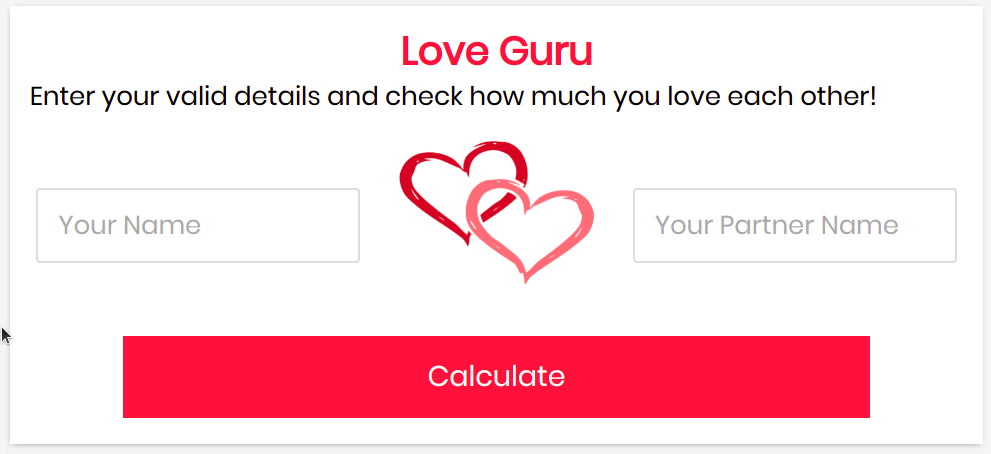 Love Guru
Enter your valid details and check how much you love each other!
Your Name
Your Partner Name
Calculate